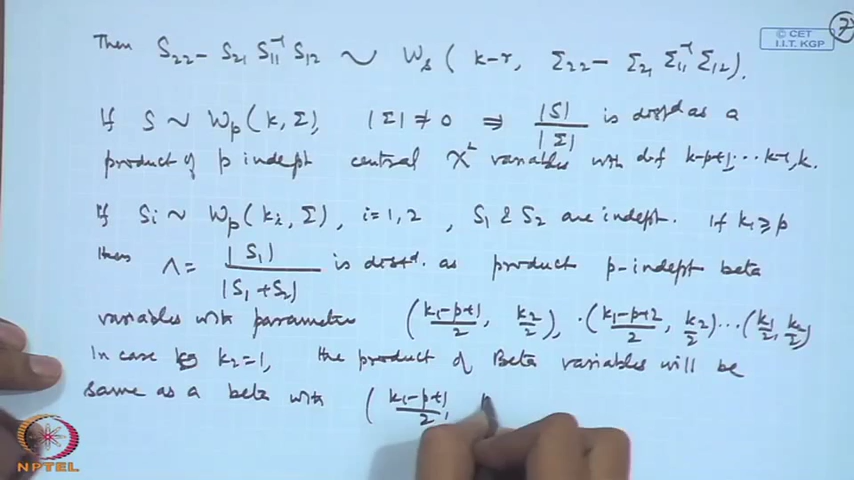 © CET
I.I.T. KGP
7
Then S₂₂ - S₂₁ S₁₁⁻¹ S₁₂ ~ Wₛ ( k-r, Σ₂₂ - Σ₂₁ Σ₁₁⁻¹ Σ₁₂ ).
If S ~ Wₚ(k, Σ), |Σ| ≠ 0 ⇒ |S| / |Σ| is distd as a
product of p indept central χ² variables with d.f k-p+1, ... k-1, k.
If Sᵢ ~ Wₚ(kᵢ, Σ), i=1,2 , S₁ & S₂ are indept. If k₁ ≥ p
then Λ = |S₁| / |S₁+S₂| is distd. as product p-indept beta
variables with parameters ( (k₁-p+1)/2, k₂/2 ), ( (k₁-p+2)/2, k₂/2 ) ... ( k₁/2, k₂/2 )
In case k₂=1, the product of Beta variables will be
same as a beta with ( (k₁-p+1)/2,
NPTEL